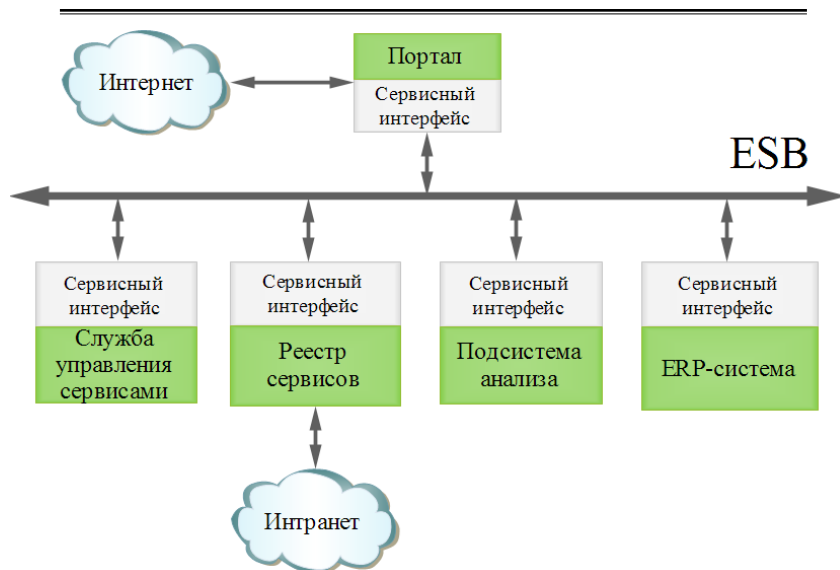 Интернет
Портал
Сервисный
интерфейс
ESB
Сервисный
интерфейс
Служба
управления
сервисами
Сервисный
интерфейс
Реестр
сервисов
Сервисный
интерфейс
Подсистема
анализа
Сервисный
интерфейс
ERP-система
Интранет